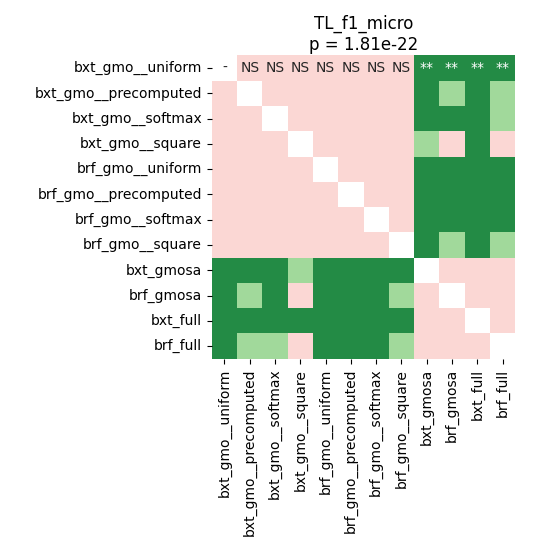 TL_f1_micro
p = 1.81e-22
bxt_gmo__uniform - NS NS NS NS NS NS NS ** ** ** **
bxt_gmo__precomputed
bxt_gmo__softmax
bxt_gmo__square
brf_gmo__uniform
brf_gmo__precomputed
brf_gmo__softmax
brf_gmo__square
bxt_gmosa
brf_gmosa
bxt_full
brf_full
bxt_gmo__uniform
bxt_gmo__precomputed
bxt_gmo__softmax
bxt_gmo__square
brf_gmo__uniform
brf_gmo__precomputed
brf_gmo__softmax
brf_gmo__square
bxt_gmosa
brf_gmosa
bxt_full
brf_full